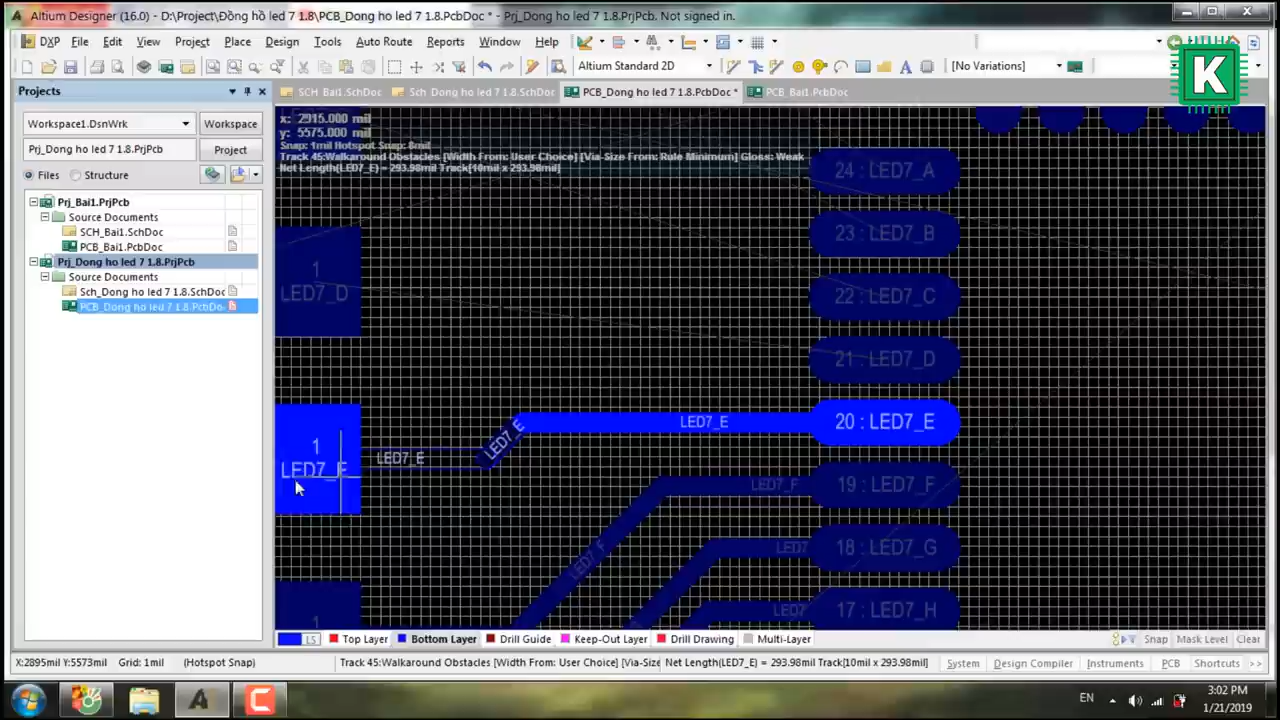 Altium Designer (16.0) - D:\Project\Đồng hồ led 7 1.8\PCB_Dong ho led 7 1.8.PcbDoc * - Prj_Dong ho led 7 1.8.PrjPcb. Not signed in.
DXP File Edit View Project Place Design Tools Auto Route Reports Window Help
Altium Standard 2D [No Variations]
K
Projects
SCH_Bai1.SchDoc Sch_Dong ho led 7 1.8.SchDoc PCB_Dong ho led 7 1.8.PcbDoc * PCB_Bai1.PcbDoc
Workspace1.DsnWrk Workspace
Prj_Dong ho led 7 1.8.PrjPcb Project
Files Structure
Prj_Bai1.PrjPcb
Source Documents
SCH_Bai1.SchDoc
PCB_Bai1.PcbDoc
Prj_Dong ho led 7 1.8.PrjPcb
Source Documents
Sch_Dong ho led 7 1.8.SchDoc
PCB_Dong ho led 7 1.8.PcbDo
x: 2915.000 mil
y: 5575.000 mil
Snap: 1mil Hotspot Snap: 8mil
Track 45:Walkaround Obstacles [Width From: User Choice] [Via-Size From: Rule Minimum] Gloss: Weak
Net Length(LED7_E) = 293.98mil Track[10mil x 293.98mil]
24 : LED7_A
23 : LED7_B
1
LED7_D
22 : LED7_C
21 : LED7_D
20 : LED7_E
LED7_E
LED7_E
LED7_E
1
LED7_E
19 : LED7_F
LED7_F
LED7_F
18 : LED7_G
LED7
17 : LED7_H
LED7
1
LS Top Layer Bottom Layer Drill Guide Keep-Out Layer Drill Drawing Multi-Layer Snap Mask Level Clear
X:2895mil Y:5573mil Grid: 1mil (Hotspot Snap) Track 45:Walkaround Obstacles [Width From: User Choice] [Via-Size Net Length(LED7_E) = 293.98mil Track[10mil x 293.98mil] System Design Compiler Instruments PCB Shortcuts >>
EN
3:02 PM
1/21/2019